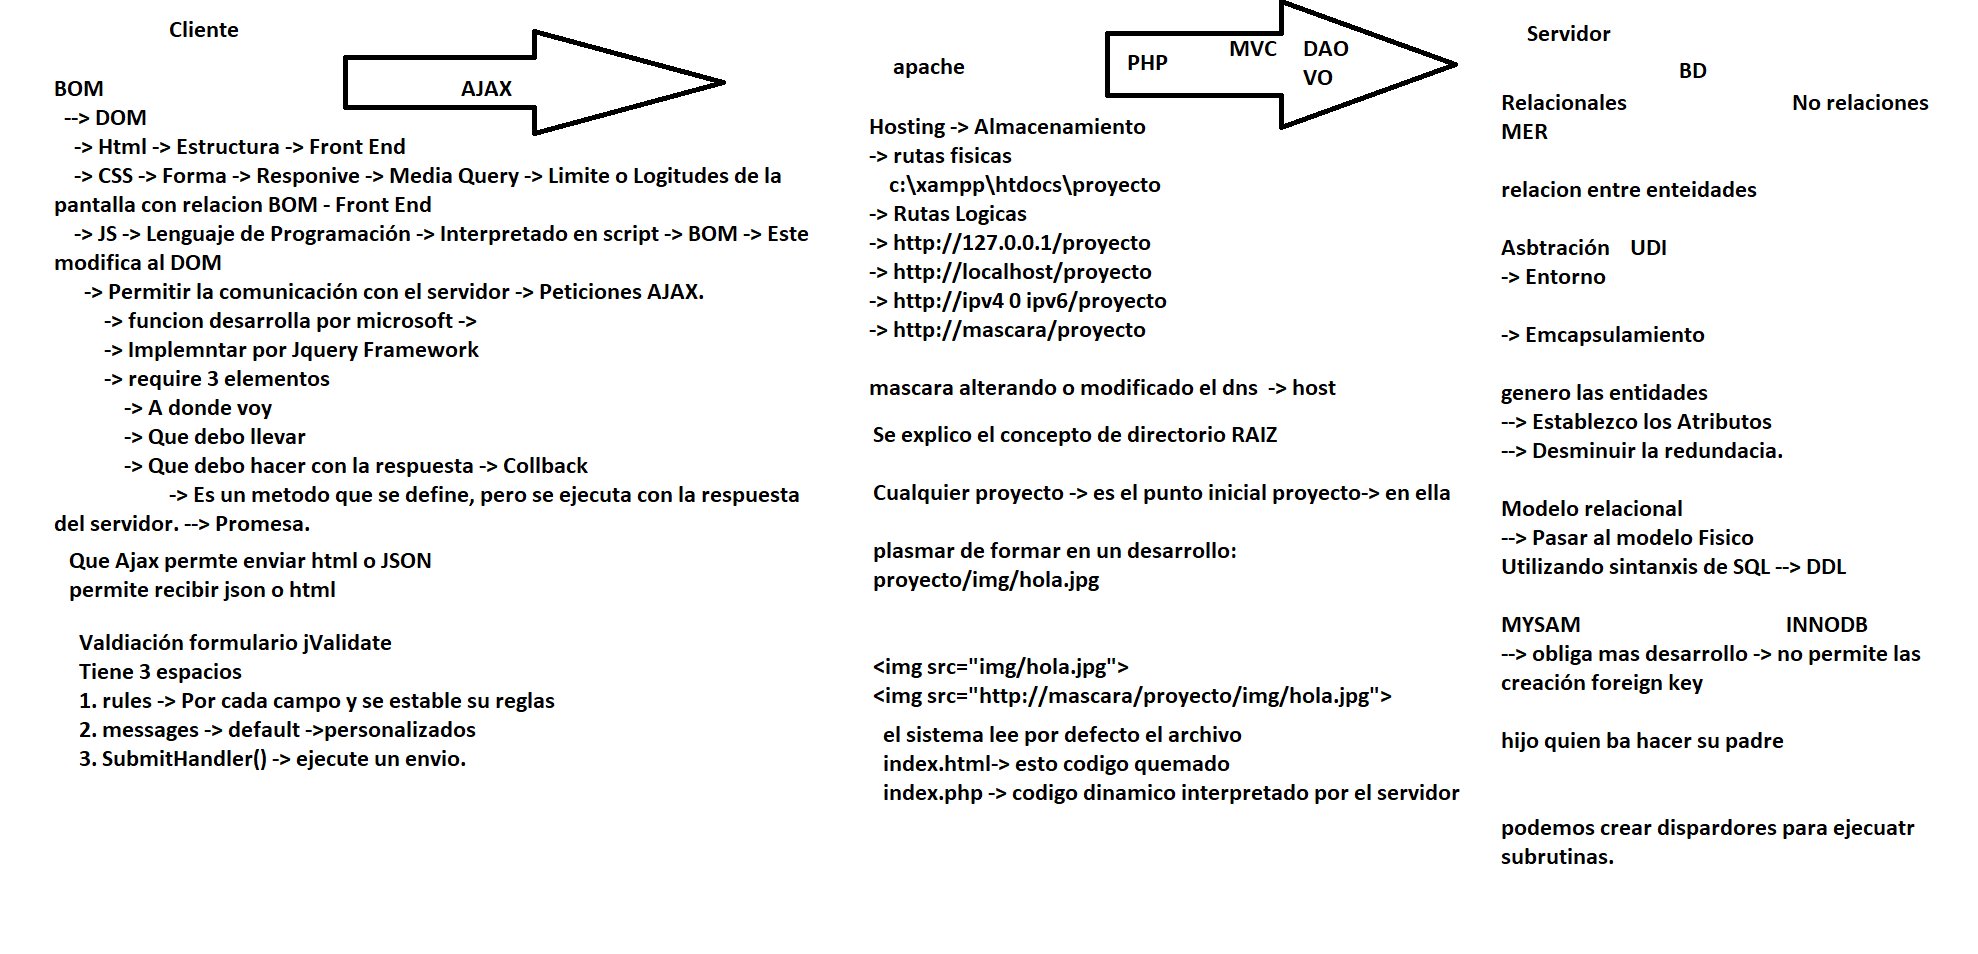 Cliente
AJAX
BOM
--> DOM
-> Html -> Estructura -> Front End
-> CSS -> Forma -> Responive -> Media Query -> Limite o Logitudes de la
pantalla con relacion BOM - Front End
-> JS -> Lenguaje de Programación -> Interpretado en script -> BOM -> Este
modifica al DOM
-> Permitir la comunicación con el servidor -> Peticiones AJAX.
-> funcion desarrolla por microsoft ->
-> Implemntar por Jquery Framework
-> require 3 elementos
-> A donde voy
-> Que debo llevar
-> Que debo hacer con la respuesta -> Collback
-> Es un metodo que se define, pero se ejecuta con la respuesta
del servidor. --> Promesa.
Que Ajax permte enviar html o JSON
permite recibir json o html
Valdiación formulario jValidate
Tiene 3 espacios
1. rules -> Por cada campo y se estable su reglas
2. messages -> default ->personalizados
3. SubmitHandler() -> ejecute un envio.
apache
PHP
MVC
DAO
VO
Hosting -> Almacenamiento
-> rutas fisicas
c:\xampp\htdocs\proyecto
-> Rutas Logicas
-> http://127.0.0.1/proyecto
-> http://localhost/proyecto
-> http://ipv4 0 ipv6/proyecto
-> http://mascara/proyecto
mascara alterando o modificado el dns -> host
Se explico el concepto de directorio RAIZ
Cualquier proyecto -> es el punto inicial proyecto-> en ella
plasmar de formar en un desarrollo:
proyecto/img/hola.jpg
<img src="img/hola.jpg">
<img src="http://mascara/proyecto/img/hola.jpg">
el sistema lee por defecto el archivo
index.html-> esto codigo quemado
index.php -> codigo dinamico interpretado por el servidor
Servidor
BD
Relacionales No relaciones
MER
relacion entre enteidades
Asbtración UDI
-> Entorno
-> Emcapsulamiento
genero las entidades
--> Establezco los Atributos
--> Desminuir la redundacia.
Modelo relacional
--> Pasar al modelo Fisico
Utilizando sintanxis de SQL --> DDL
MYSAM INNODB
--> obliga mas desarrollo -> no permite las
creación foreign key
hijo quien ba hacer su padre
podemos crear dispardores para ejecuatr
subrutinas.